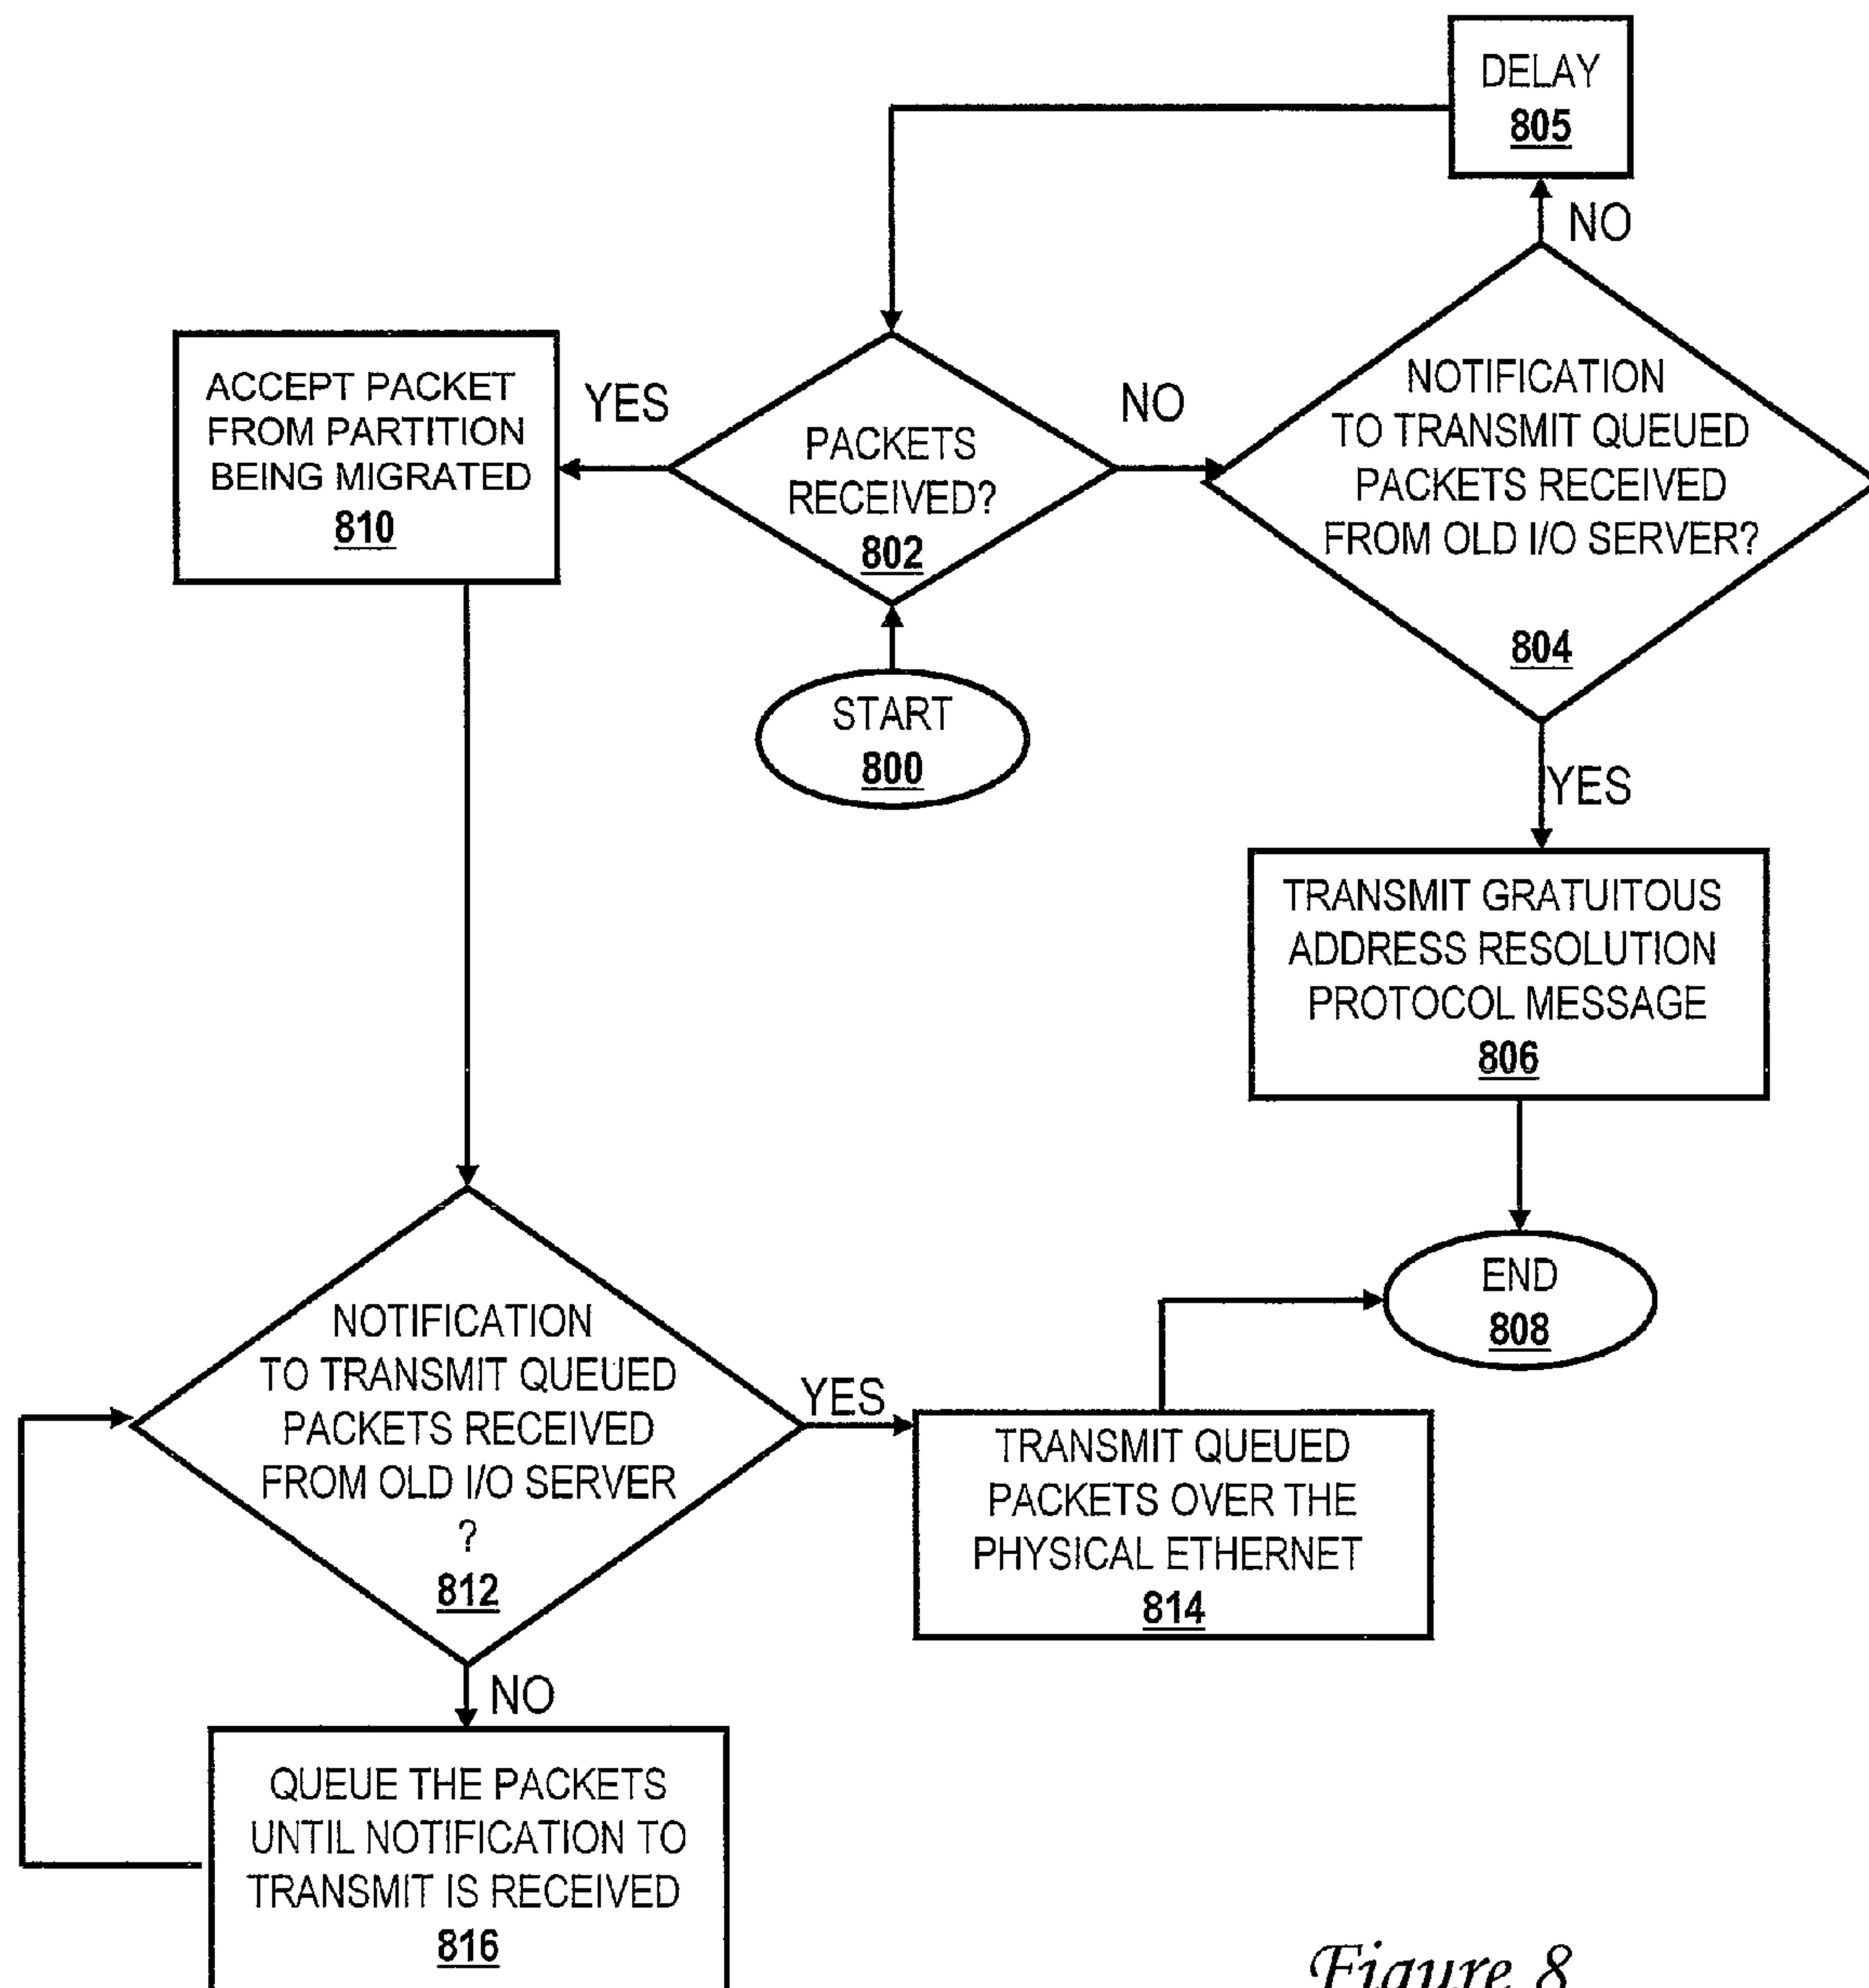 DELAY
805
NO
ACCEPT PACKET
FROM PARTITION
BEING MIGRATED
810
YES
PACKETS
RECEIVED?
802
NO
NOTIFICATION
TO TRANSMIT QUEUED
PACKETS RECEIVED
FROM OLD I/O SERVER?
804
START
800
YES
TRANSMIT GRATUITOUS
ADDRESS RESOLUTION
PROTOCOL MESSAGE
806
END
808
NOTIFICATION
TO TRANSMIT QUEUED
PACKETS RECEIVED
FROM OLD I/O SERVER
?
812
YES
TRANSMIT QUEUED
PACKETS OVER THE
PHYSICAL ETHERNET
814
NO
QUEUE THE PACKETS
UNTIL NOTIFICATION TO
TRANSMIT IS RECEIVED
816
Figure 8